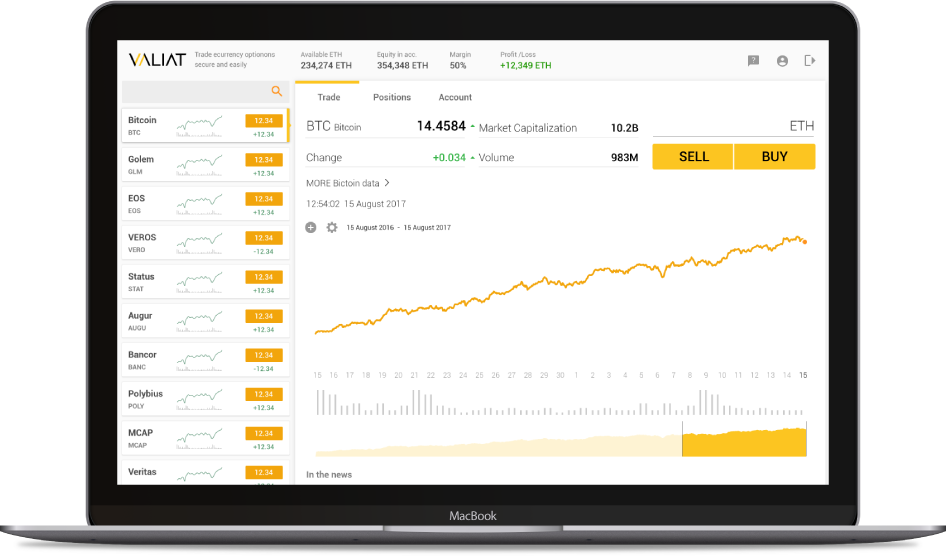 VALIAT
Trade ecurrency optionons
secure and easily
Available ETH
234,274 ETH
Equity in acc.
354,348 ETH
Margin
50%
Profit /Loss
+12,349 ETH
?
Bitcoin
BTC
12.34
+12.34
Golem
GLM
12.34
+12.34
EOS
EOS
12.34
+12.34
VEROS
VERO
12.34
-12.34
Status
STAT
12.34
+12.34
Augur
AUGU
12.34
+12.34
Bancor
BANC
12.34
-12.34
Polybius
POLY
12.34
+12.34
MCAP
MCAP
12.34
+12.34
Veritas
12.34
Trade Positions Account
BTC Bitcoin 14.4584 Market Capitalization 10.2B
ETH
Change +0.034 Volume 983M
SELL BUY
MORE Bictoin data >
12:54:02 15 August 2017
15 August 2016 - 15 August 2017
15 16 17 18 19 20 21 22 23 24 25 26 27 28 29 30 1 2 3 4 5 6 7 8 9 10 11 12 13 14 15
In the news
MacBook